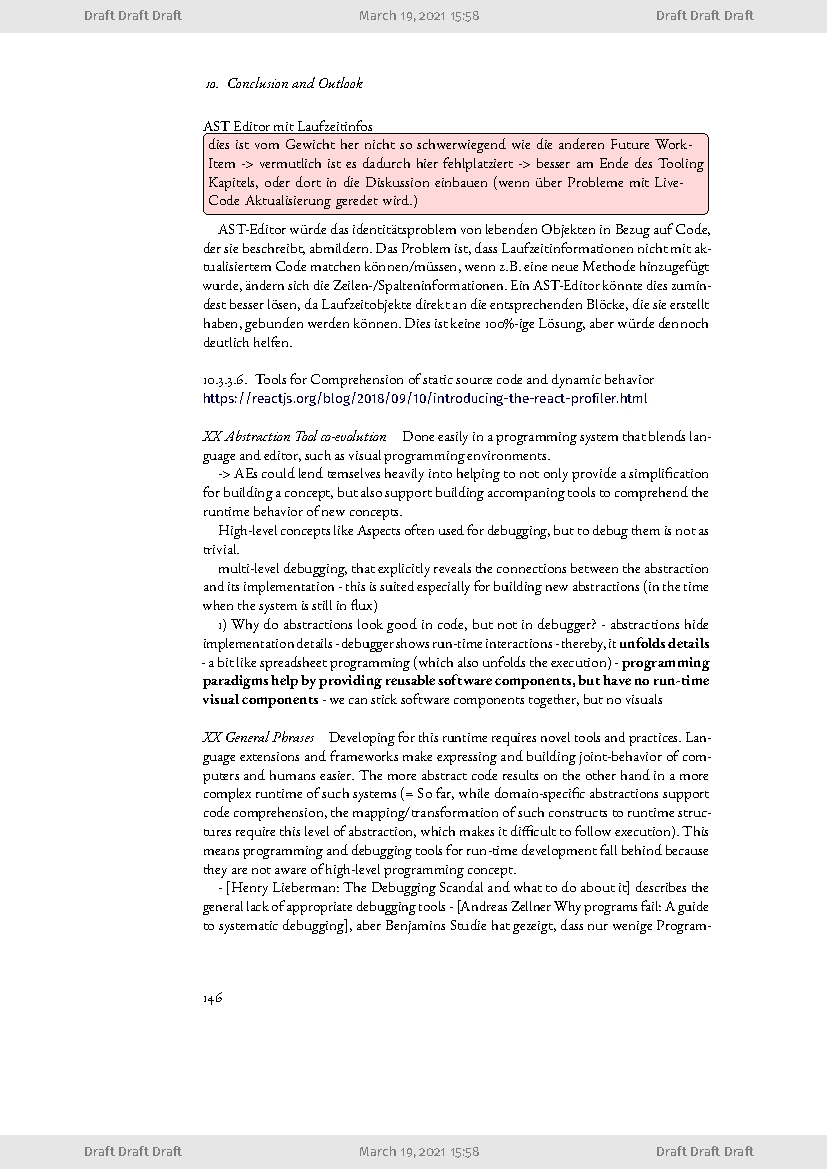 Draft Draft Draft March 19, 2021 15:58 Draft Draft Draft
10. Conclusion and Outlook
AST Editor mit Laufzeitinfos
dies ist vom Gewicht her nicht so schwerwiegend wie die anderen Future Work-
Item -> vermutlich ist es dadurch hier fehlplatziert -> besser am Ende des Tooling
Kapitels, oder dort in die Diskussion einbauen (wenn über Probleme mit Live-
Code Aktualisierung geredet wird.)
AST-Editor würde das identitätsproblem von lebenden Objekten in Bezug auf Code,
der sie beschreibt, abmildern. Das Problem ist, dass Laufzeitinformationen nicht mit ak-
tualisiertem Code matchen können/müssen, wenn z.B. eine neue Methode hinzugefügt
wurde, ändern sich die Zeilen-/Spalteninformationen. Ein AST-Editor könnte dies zumin-
dest besser lösen, da Laufzeitobjekte direkt an die entsprechenden Blöcke, die sie erstellt
haben, gebunden werden können. Dies ist keine 100%-ige Lösung, aber würde dennoch
deutlich helfen.
10.3.3.6. Tools for Comprehension of static source code and dynamic behavior
https://reactjs.org/blog/2018/09/10/introducing-the-react-profiler.html
XX Abstraction Tool co-evolution Done easily in a programming system that blends lan-
guage and editor, such as visual programming environments.
-> AEs could lend temselves heavily into helping to not only provide a simplification
for building a concept, but also support building accompaning tools to comprehend the
runtime behavior of new concepts.
High-level concepts like Aspects often used for debugging, but to debug them is not as
trivial.
multi-level debugging, that explicitly reveals the connections between the abstraction
and its implementation - this is suited especially for building new abstractions (in the time
when the system is still in flux)
1) Why do abstractions look good in code, but not in debugger? - abstractions hide
implementation details - debugger shows run-time interactions - thereby, it unfolds details
- a bit like spreadsheet programming (which also unfolds the execution) - programming
paradigms help by providing reusable software components, but have no run-time
visual components - we can stick software components together, but no visuals
XX General Phrases Developing for this runtime requires novel tools and practices. Lan-
guage extensions and frameworks make expressing and building joint-behavior of com-
puters and humans easier. The more abstract code results on the other hand in a more
complex runtime of such systems (= So far, while domain-specific abstractions support
code comprehension, the mapping/transformation of such constructs to runtime struc-
tures require this level of abstraction, which makes it difficult to follow execution). This
means programming and debugging tools for run-time development fall behind because
they are not aware of high-level programming concept.
- [Henry Lieberman: The Debugging Scandal and what to do about it] describes the
general lack of appropriate debugging tools - [Andreas Zellner Why programs fail: A guide
to systematic debugging], aber Benjamins Studie hat gezeigt, dass nur wenige Program-
146
Draft Draft Draft March 19, 2021 15:58 Draft Draft Draft